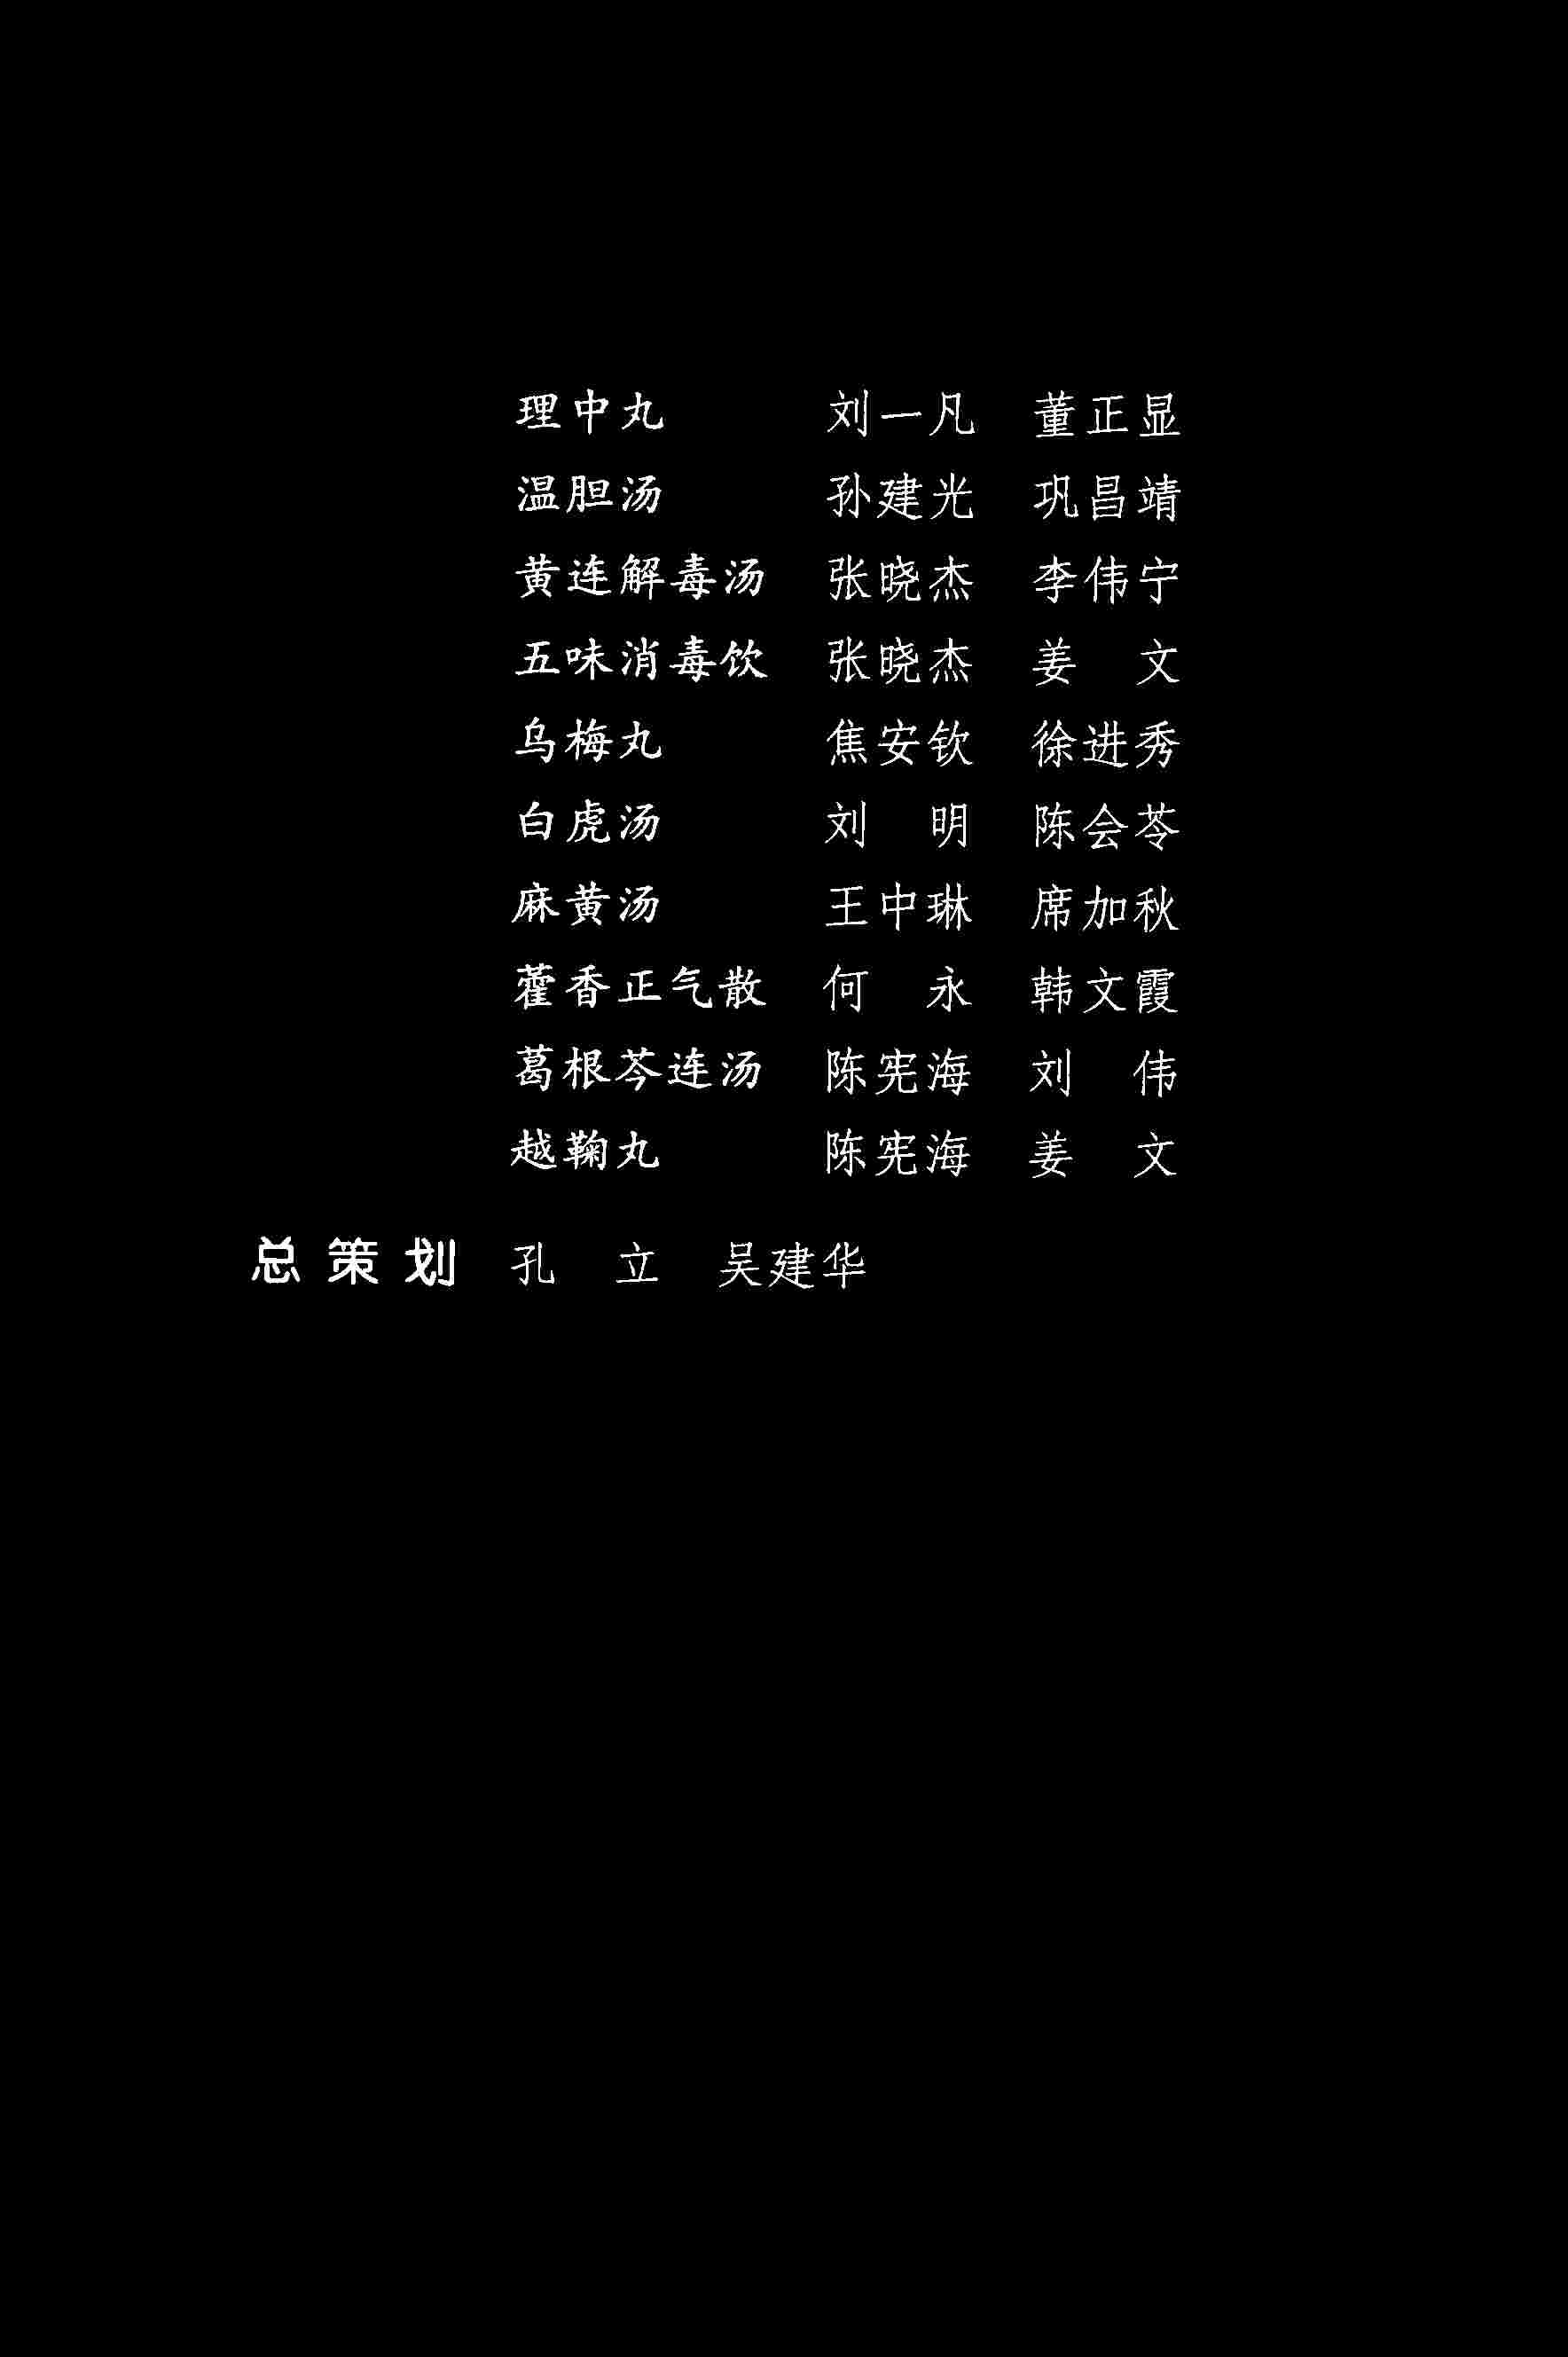 理中丸 刘一凡 董正显
温胆汤 孙建光 巩昌靖
黄连解毒汤 张晓杰 李伟宁
五味消毒饮 张晓杰 姜 文
乌梅丸 焦安钦 徐进秀
白虎汤 刘 明 陈会苓
麻黄汤 王中琳 席加秋
藿香正气散 何 永 韩文霞
葛根芩连汤 陈宪海 刘 伟
越鞠丸 陈宪海 姜 文
总策划 孔 立 吴建华